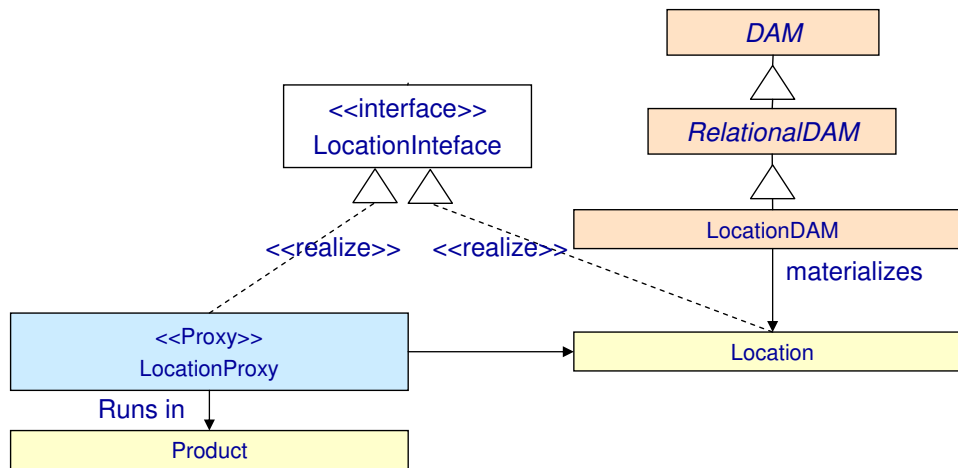 DAM
<<interface>>
LocationInteface
RelationalDAM
LocationDAM
<<realize>>
<<realize>>
materializes
<<Proxy>>
LocationProxy
Location
Runs in
Product